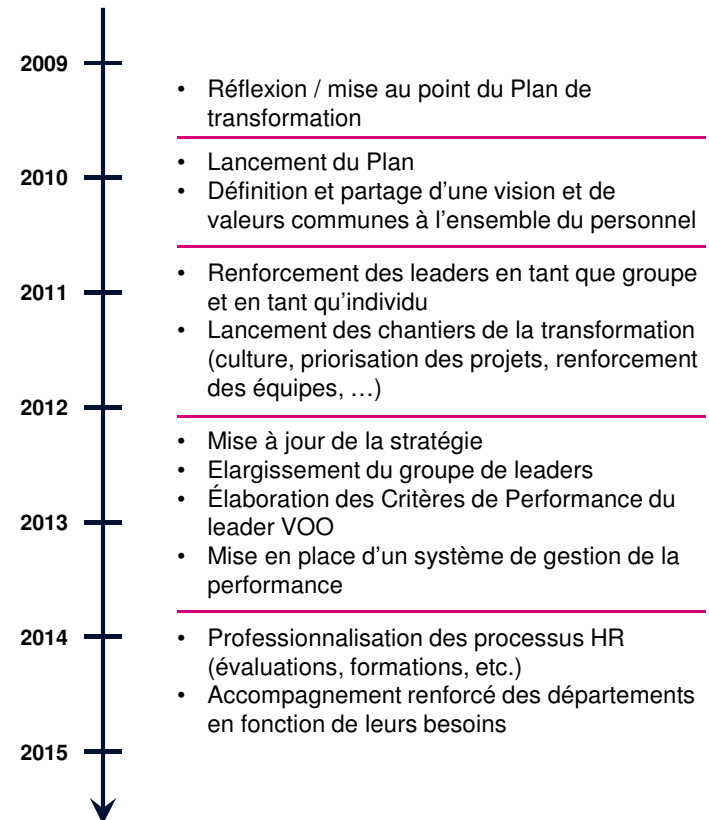 2009
• Réflexion / mise au point du Plan de
transformation
• Lancement du Plan
2010
• Définition et partage d'une vision et de
valeurs communes à l'ensemble du personnel
• Renforcement des leaders en tant que groupe
2011
et en tant qu'individu
• Lancement des chantiers de la transformation
(culture, priorisation des projets, renforcement
des équipes, …)
2012
• Mise à jour de la stratégie
• Elargissement du groupe de leaders
• Élaboration des Critères de Performance du
2013
leader VOO
• Mise en place d'un système de gestion de la
performance
2014
• Professionnalisation des processus HR
(évaluations, formations, etc.)
• Accompagnement renforcé des départements
en fonction de leurs besoins
2015